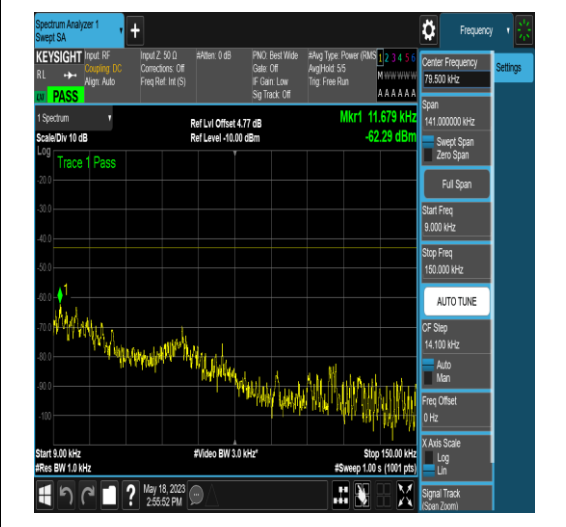 Spectrum Analyzer 1
Swept SA
Frequency
KEYSIGHT
RL
PASS
Input: RF
Coupling: DC
Align: Auto
Input Z: 50 Ω
Corrections: Off
Freq Ref: Int (S)
#Atten: 0 dB
PNO: Best Wide
Gate: Off
IF Gain: Low
Sig Track: Off
#Avg Type: Power (RMS
Avg|Hold: 5/5
Trig: Free Run
1 2 3 4 5 6
M W W W W W
A A A A A A
1 Spectrum
Scale/Div 10 dB
Log
Ref Lvl Offset 4.77 dB
Ref Level -10.00 dBm
Mkr1 11.679 kHz
-62.29 dBm
Trace 1 Pass
-20.0
-30.0
-40.0
-50.0
-60.0
-70.0
-80.0
-90.0
-100
1
Start 9.00 kHz
#Res BW 1.0 kHz
#Video BW 3.0 kHz*
Stop 150.00 kHz
#Sweep 1.00 s (1001 pts)
May 18, 2023
2:55:52 PM
?
Center Frequency
79.500 kHz
Settings
Span
141.000000 kHz
Swept Span
Zero Span
Full Span
Start Freq
9.000 kHz
Stop Freq
150.000 kHz
AUTO TUNE
CF Step
14.100 kHz
Auto
Man
Freq Offset
0 Hz
X Axis Scale
Log
Lin
Signal Track
(Span Zoom)